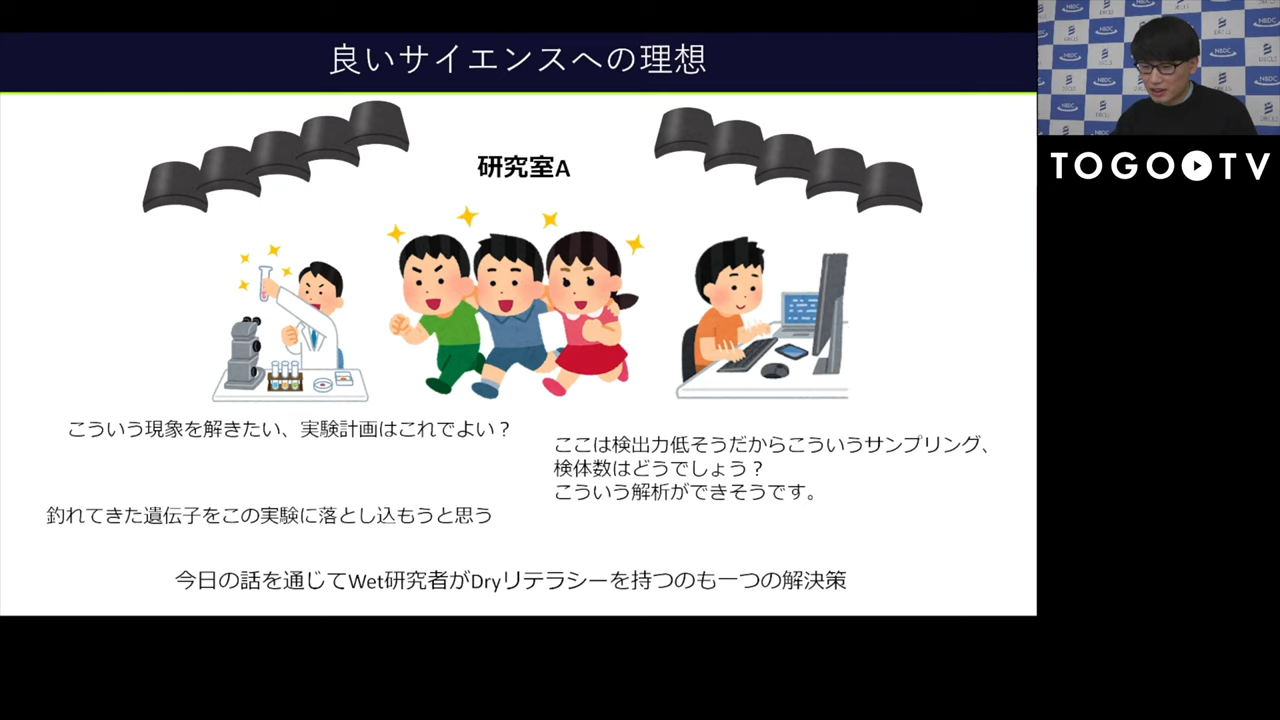 良いサイエンスへの理想
研究室A
こういう現象を解きたい、実験計画はこれでよい？
ここは検出力低そうだからこういうサンプリング、
検体数はどうでしょう？
こういう解析ができそうです。
釣れてきた遺伝子をこの実験に落とし込もうと思う
今日の話を通じてWet研究者がDryリテラシーを持つのも一つの解決策
NBDC
TOGO TV